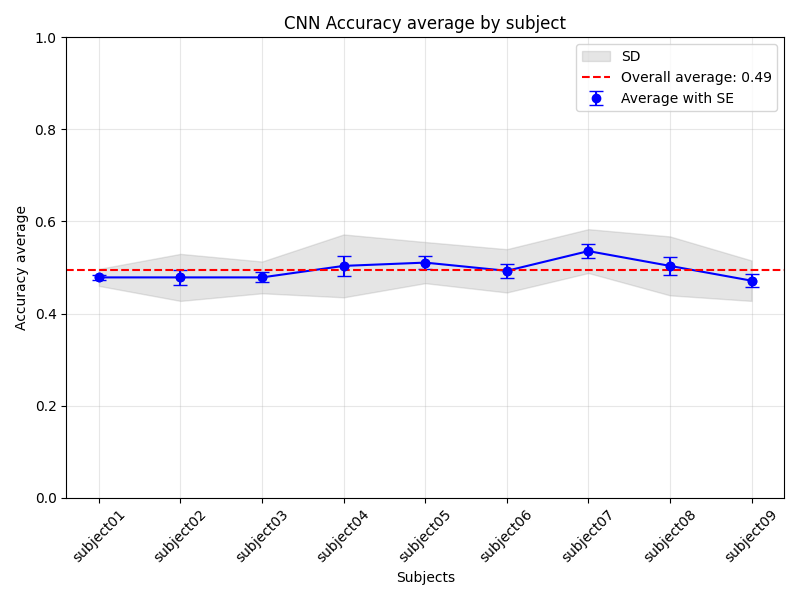 CNN Accuracy average by subject
SD
Overall average: 0.49
Average with SE
Accuracy average
1.0
0.8
0.6
0.4
0.2
0.0
subject01
subject02
subject03
subject04
subject05
subject06
subject07
subject08
subject09
Subjects